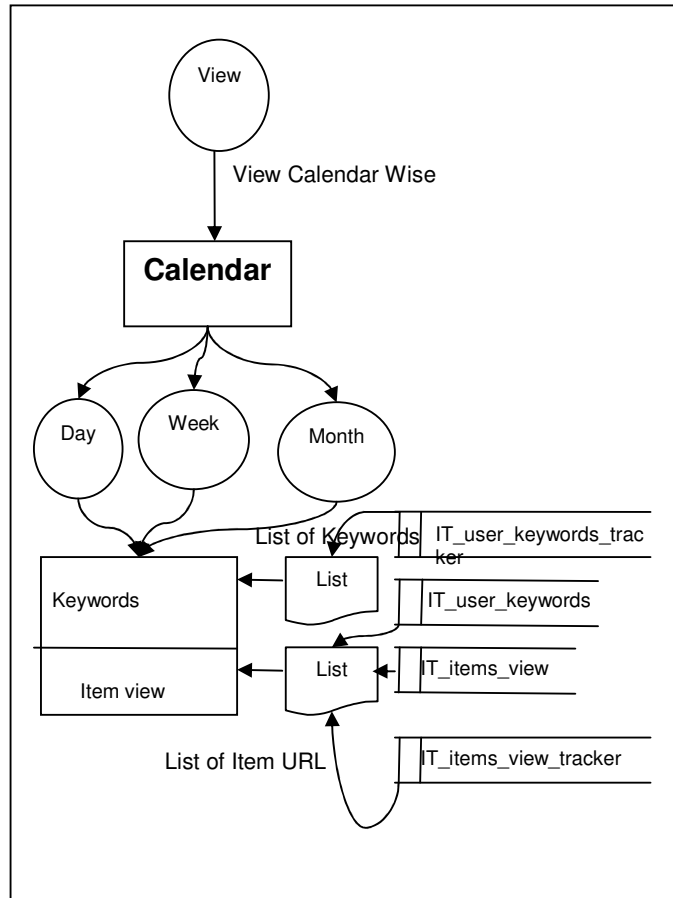 View
View Calendar Wise
Calendar
Day
Week
Month
List of Keywords
IT_user_keywords_trac
ker
List
Keywords
IT_user_keywords
List
IT_items_view
Item view
List of Item URL
IT_items_view_tracker